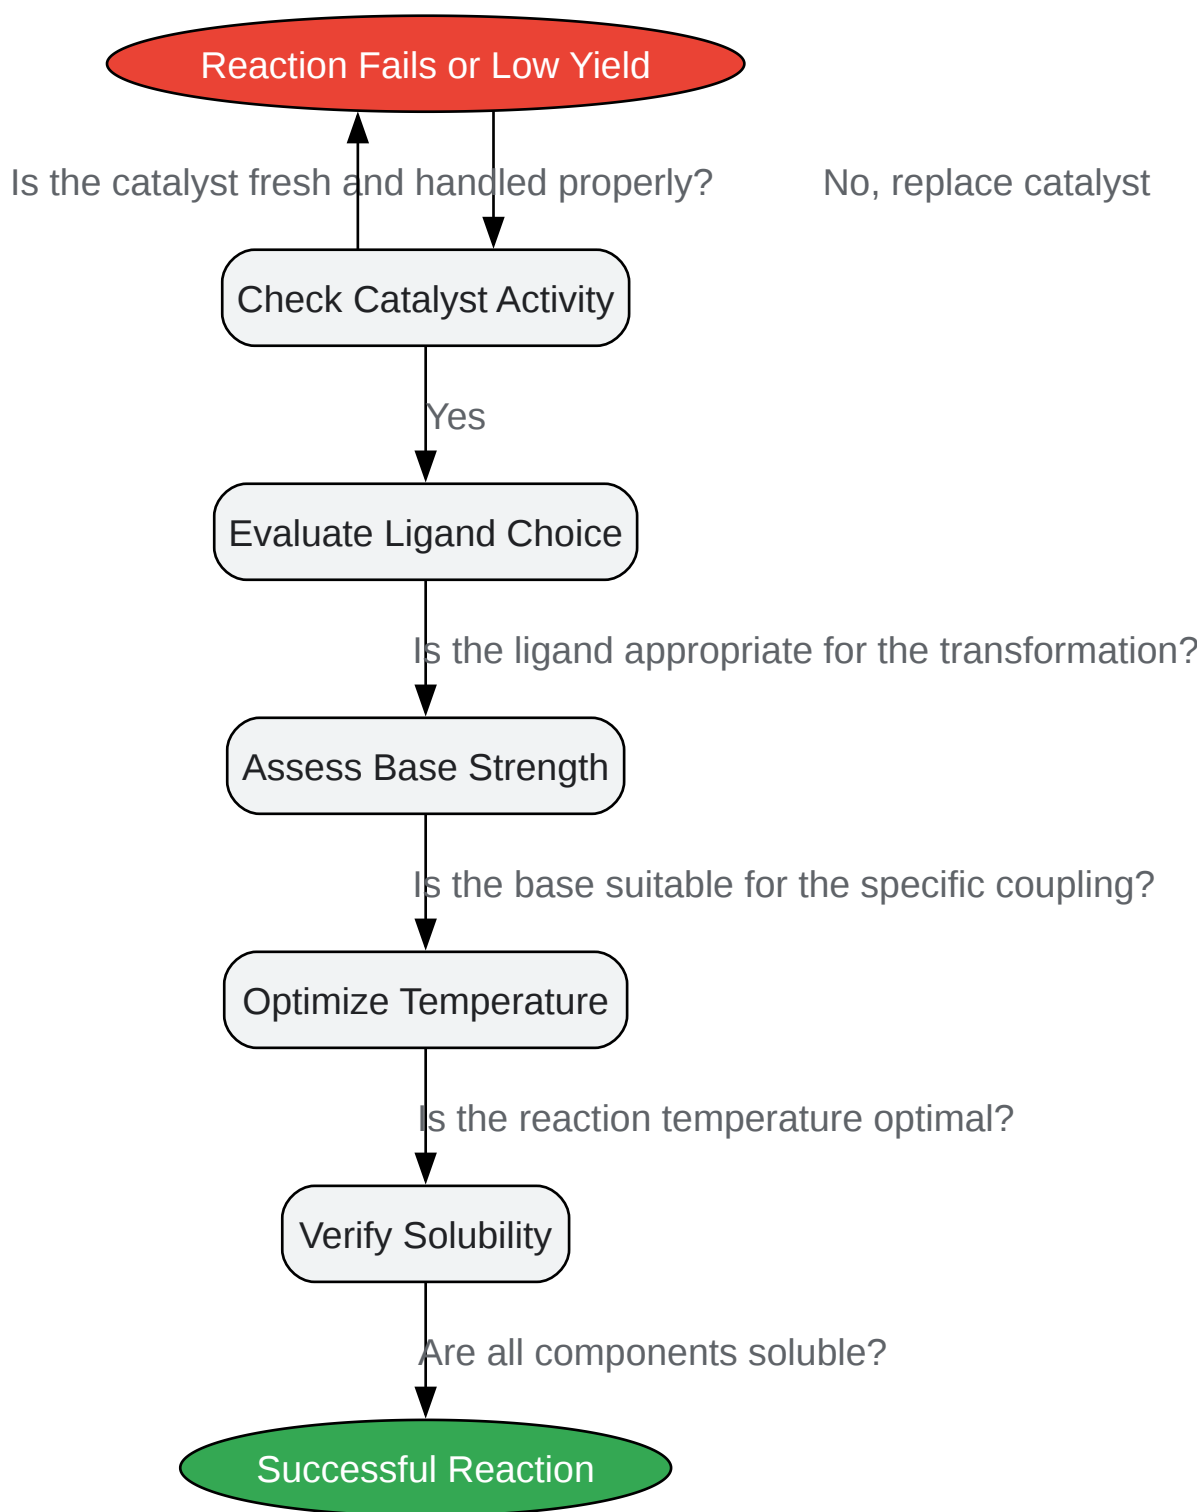 Reaction Fails or Low Yield
Is the catalyst fresh and handled properly?
No, replace catalyst
Check Catalyst Activity
Yes
Evaluate Ligand Choice
Is the ligand appropriate for the transformation?
Assess Base Strength
Is the base suitable for the specific coupling?
Optimize Temperature
Is the reaction temperature optimal?
Verify Solubility
Are all components soluble?
Successful Reaction